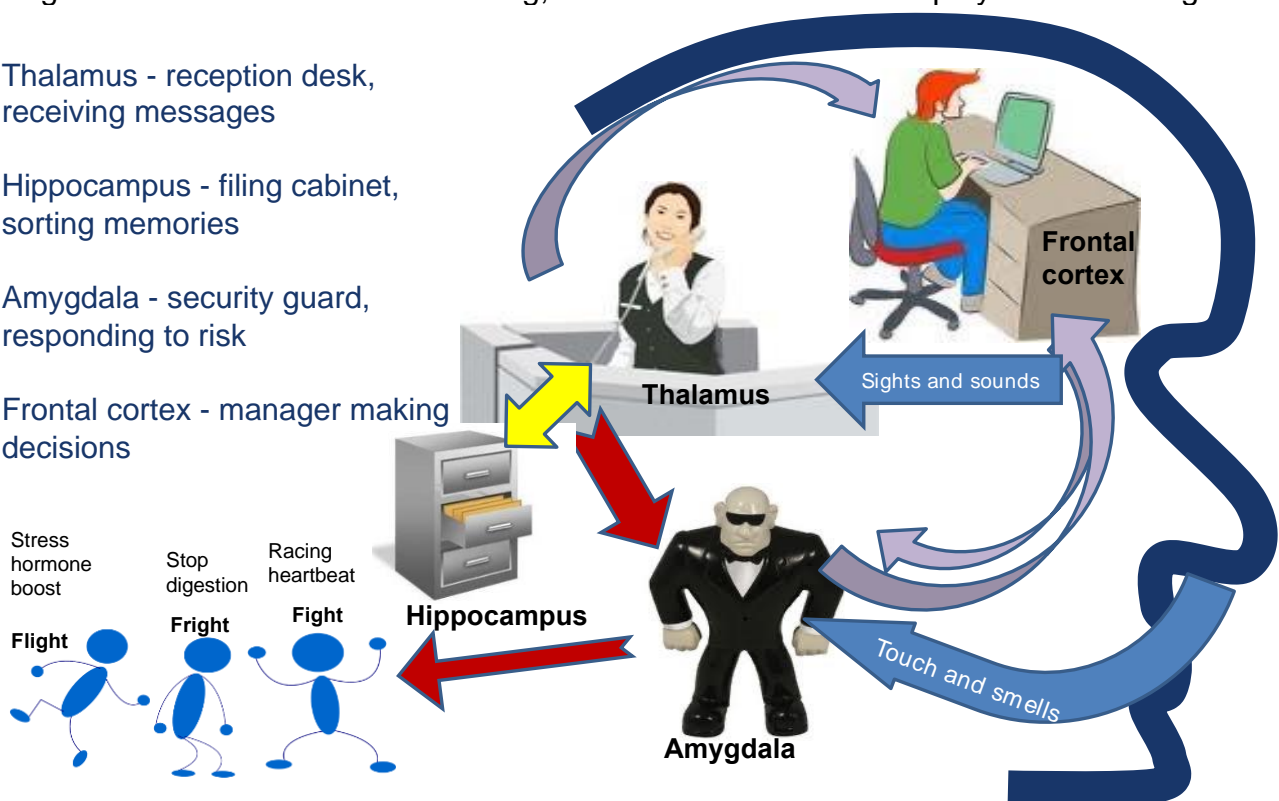 Thalamus - reception desk,
receiving messages
Hippocampus - filing cabinet,
sorting memories
Amygdala - security guard,
responding to risk
Frontal cortex - manager making
decisions
Frontal
cortex
Thalamus
Sights and sounds
Stress
hormone
boost
Stop
digestion
Racing
heartbeat
Flight
Fright
Fight
Hippocampus
Touch and smells
Amygdala